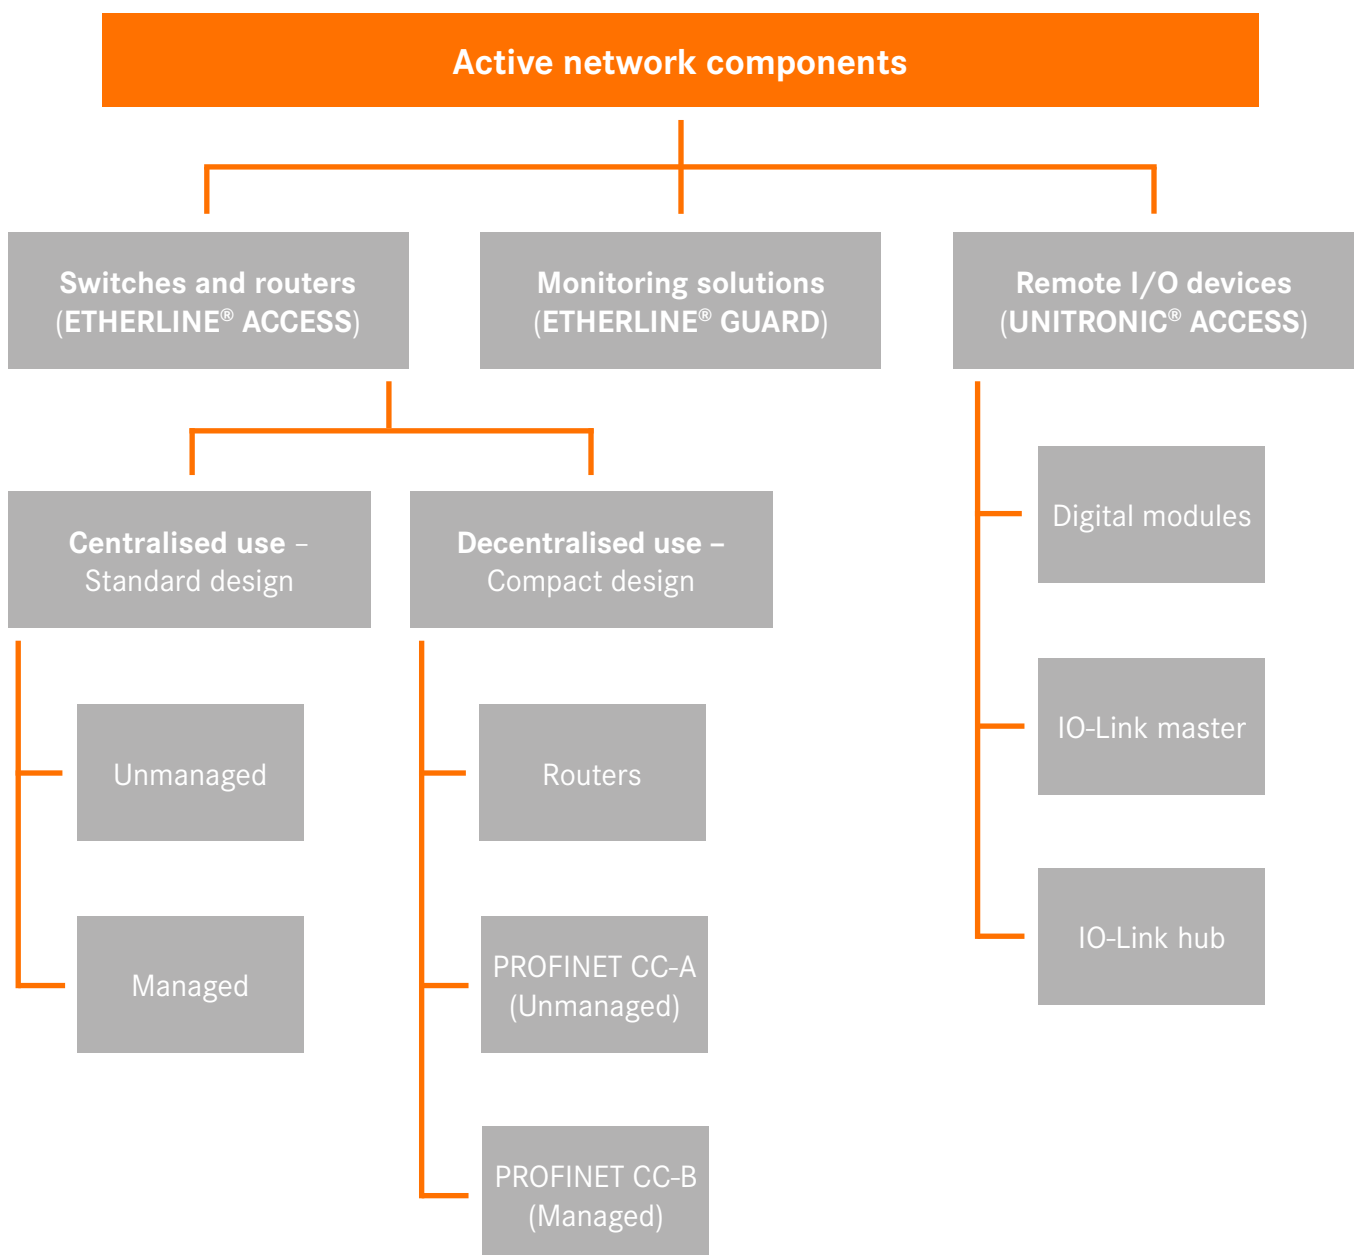 Active network components
Switches and routers
(ETHERLINE® ACCESS)
Monitoring solutions
(ETHERLINE® GUARD)
Remote I/O devices
(UNITRONIC® ACCESS)
Centralised use –
Standard design
Decentralised use –
Compact design
Unmanaged
Managed
Routers
PROFINET CC-A
(Unmanaged)
PROFINET CC-B
(Managed)
Digital modules
IO-Link master
IO-Link hub